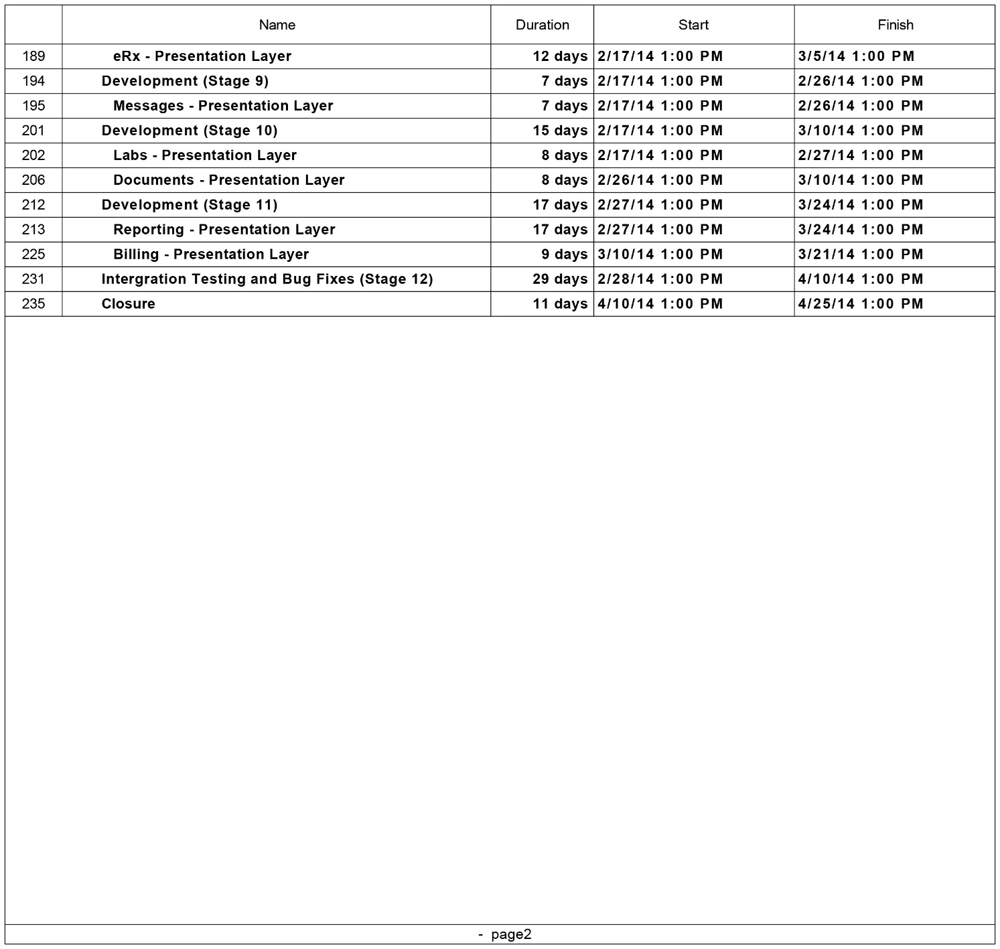 Name Duration Start Finish
189 eRx - Presentation Layer 12 days 2/17/14 1:00 PM 3/5/14 1:00 PM
194 Development (Stage 9) 7 days 2/17/14 1:00 PM 2/26/14 1:00 PM
195 Messages - Presentation Layer 7 days 2/17/14 1:00 PM 2/26/14 1:00 PM
201 Development (Stage 10) 15 days 2/17/14 1:00 PM 3/10/14 1:00 PM
202 Labs - Presentation Layer 8 days 2/17/14 1:00 PM 2/27/14 1:00 PM
206 Documents - Presentation Layer 8 days 2/26/14 1:00 PM 3/10/14 1:00 PM
212 Development (Stage 11) 17 days 2/27/14 1:00 PM 3/24/14 1:00 PM
213 Reporting - Presentation Layer 17 days 2/27/14 1:00 PM 3/24/14 1:00 PM
225 Billing - Presentation Layer 9 days 3/10/14 1:00 PM 3/21/14 1:00 PM
231 Intergration Testing and Bug Fixes (Stage 12) 29 days 2/28/14 1:00 PM 4/10/14 1:00 PM
235 Closure 11 days 4/10/14 1:00 PM 4/25/14 1:00 PM
- page2